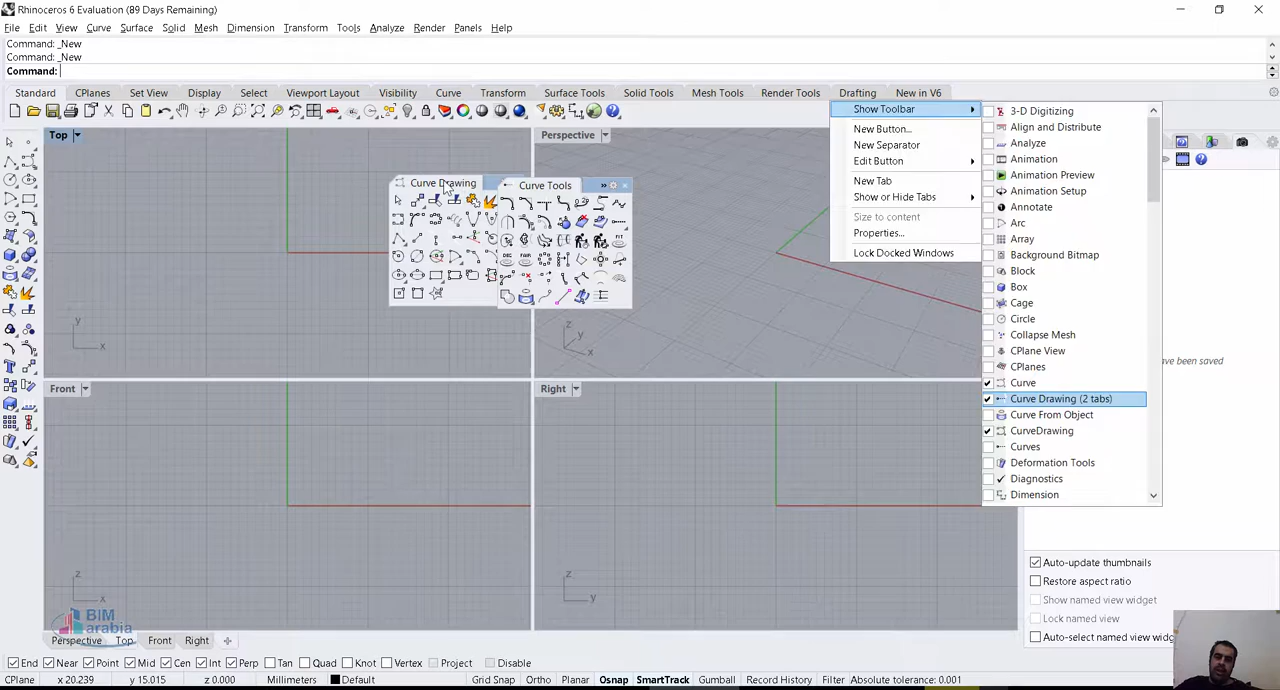 Rhinoceros 6 Evaluation (89 Days Remaining)
File Edit View Curve Surface Solid Mesh Dimension Transform Tools Analyze Render Panels Help
Command: _New
Command: _New
Command:
Standard CPlanes Set View Display Select Viewport Layout Visibility Curve Transform Surface Tools Solid Tools Mesh Tools Render Tools Drafting New in V6
Top
Perspective
Curve Drawing
Curve Tools
Show Toolbar
New Button...
New Separator
Edit Button
New Tab
Show or Hide Tabs
Size to content
Properties...
Lock Docked Windows
3-D Digitizing
Align and Distribute
Analyze
Animation
Animation Preview
Animation Setup
Annotate
Arc
Array
Background Bitmap
Block
Box
Cage
Circle
Collapse Mesh
CPlane View
CPlanes
Curve
Curve Drawing (2 tabs)
Curve From Object
CurveDrawing
Curves
Deformation Tools
Diagnostics
Dimension
have been saved
y
x
z
y
x
Front
Right
z
x
z
y
Auto-update thumbnails
Restore aspect ratio
Show named view widget
Lock named view
Auto-select named view widg
BIM
arabia
Perspective Top Front Right
End Near Point Mid Cen Int Perp Tan Quad Knot Vertex Project Disable
CPlane x 20.239 y 15.015 z 0.000 Millimeters Default Grid Snap Ortho Planar Osnap SmartTrack Gumball Record History Filter Absolute tolerance: 0.001